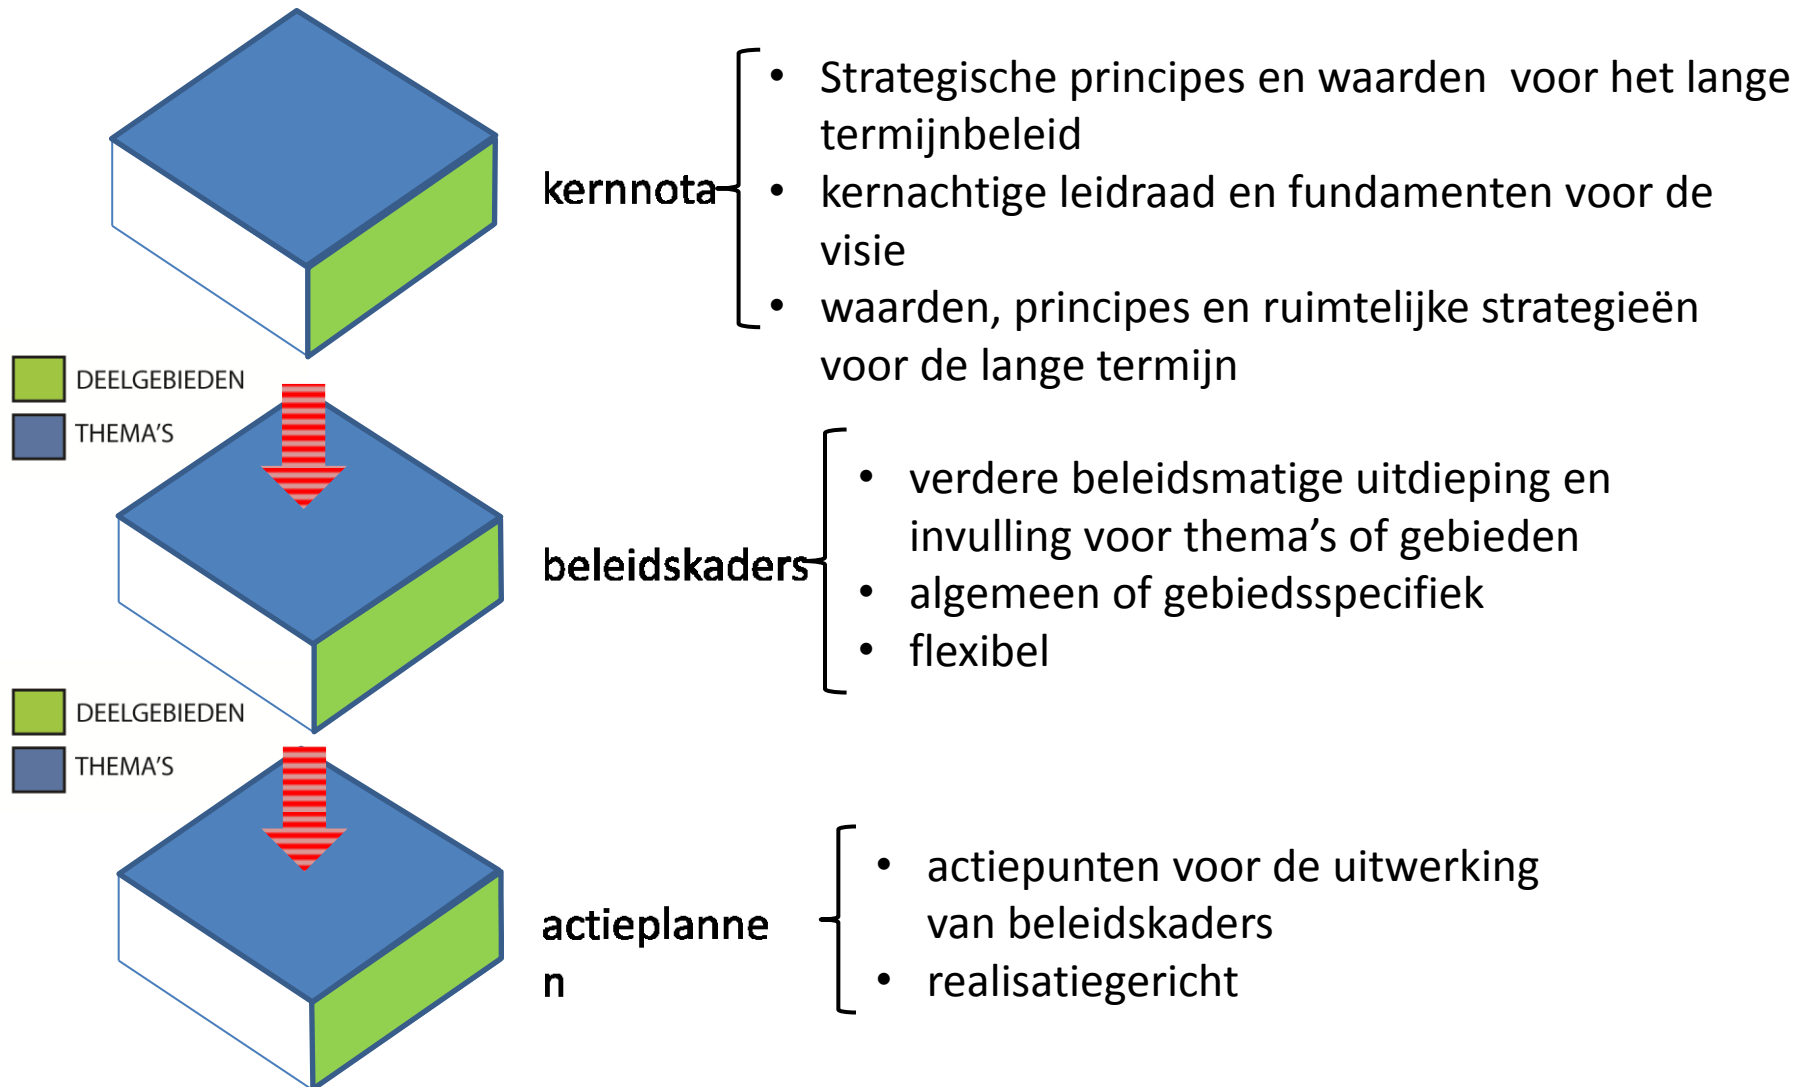 • Strategische principes en waarden voor het lange
termijnbeleid
kernnota
• kernachtige leidraad en fundamenten voor de
visie
• waarden, principes en ruimtelijke strategieën
voor de lange termijn
DEELGEBIEDEN
THEMA'S
• verdere beleidsmatige uitdieping en
invulling voor thema's of gebieden
beleidskaders
• algemeen of gebiedsspecifiek
• flexibel
DEELGEBIEDEN
THEMA'S
• actiepunten voor de uitwerking
van beleidskaders
actieplanne
n
• realisatiegericht